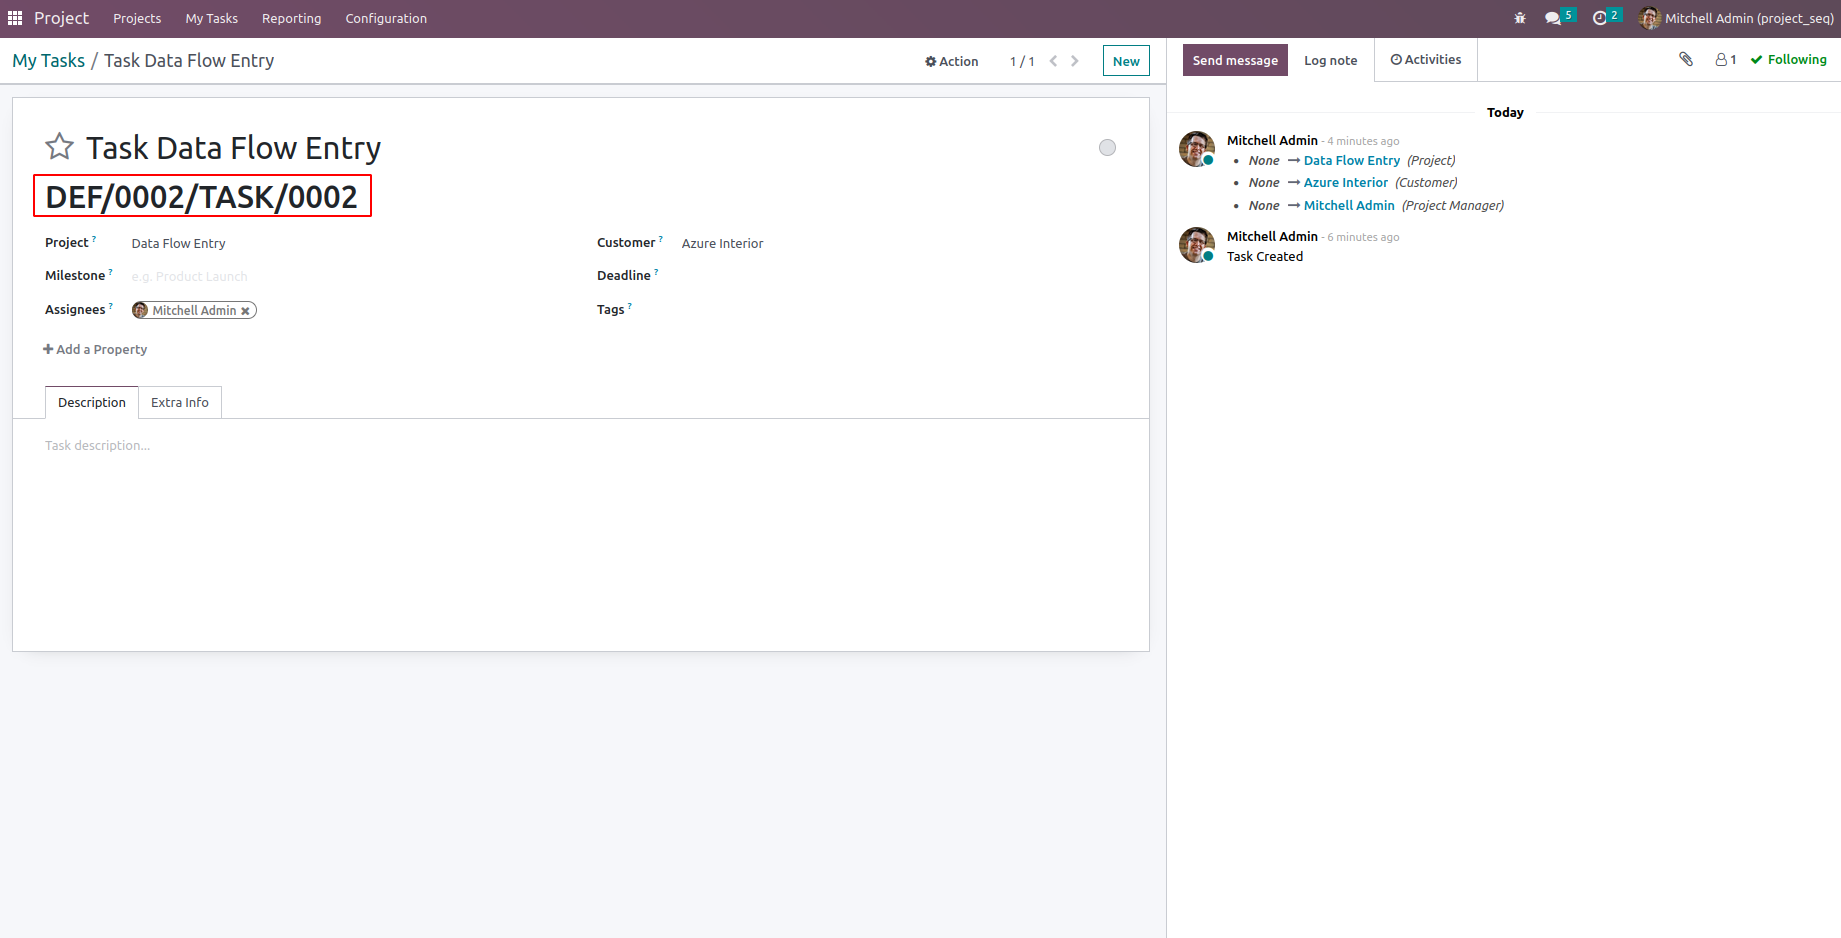 Project Projects My Tasks Reporting Configuration 5 2 Mitchell Admin (project_seq)
My Tasks / Task Data Flow Entry Action 1 / 1 New
Send message Log note Activities 1 Following
Task Data Flow Entry
DEF/0002/TASK/0002
Project ? Data Flow Entry
Customer ? Azure Interior
Milestone ? e.g. Product Launch
Deadline ?
Assignees ? Mitchell Admin
Tags ?
Add a Property
Description Extra Info
Task description...
Today
Mitchell Admin - 4 minutes ago
None → Data Flow Entry (Project)
None → Azure Interior (Customer)
None → Mitchell Admin (Project Manager)
Mitchell Admin - 6 minutes ago
Task Created